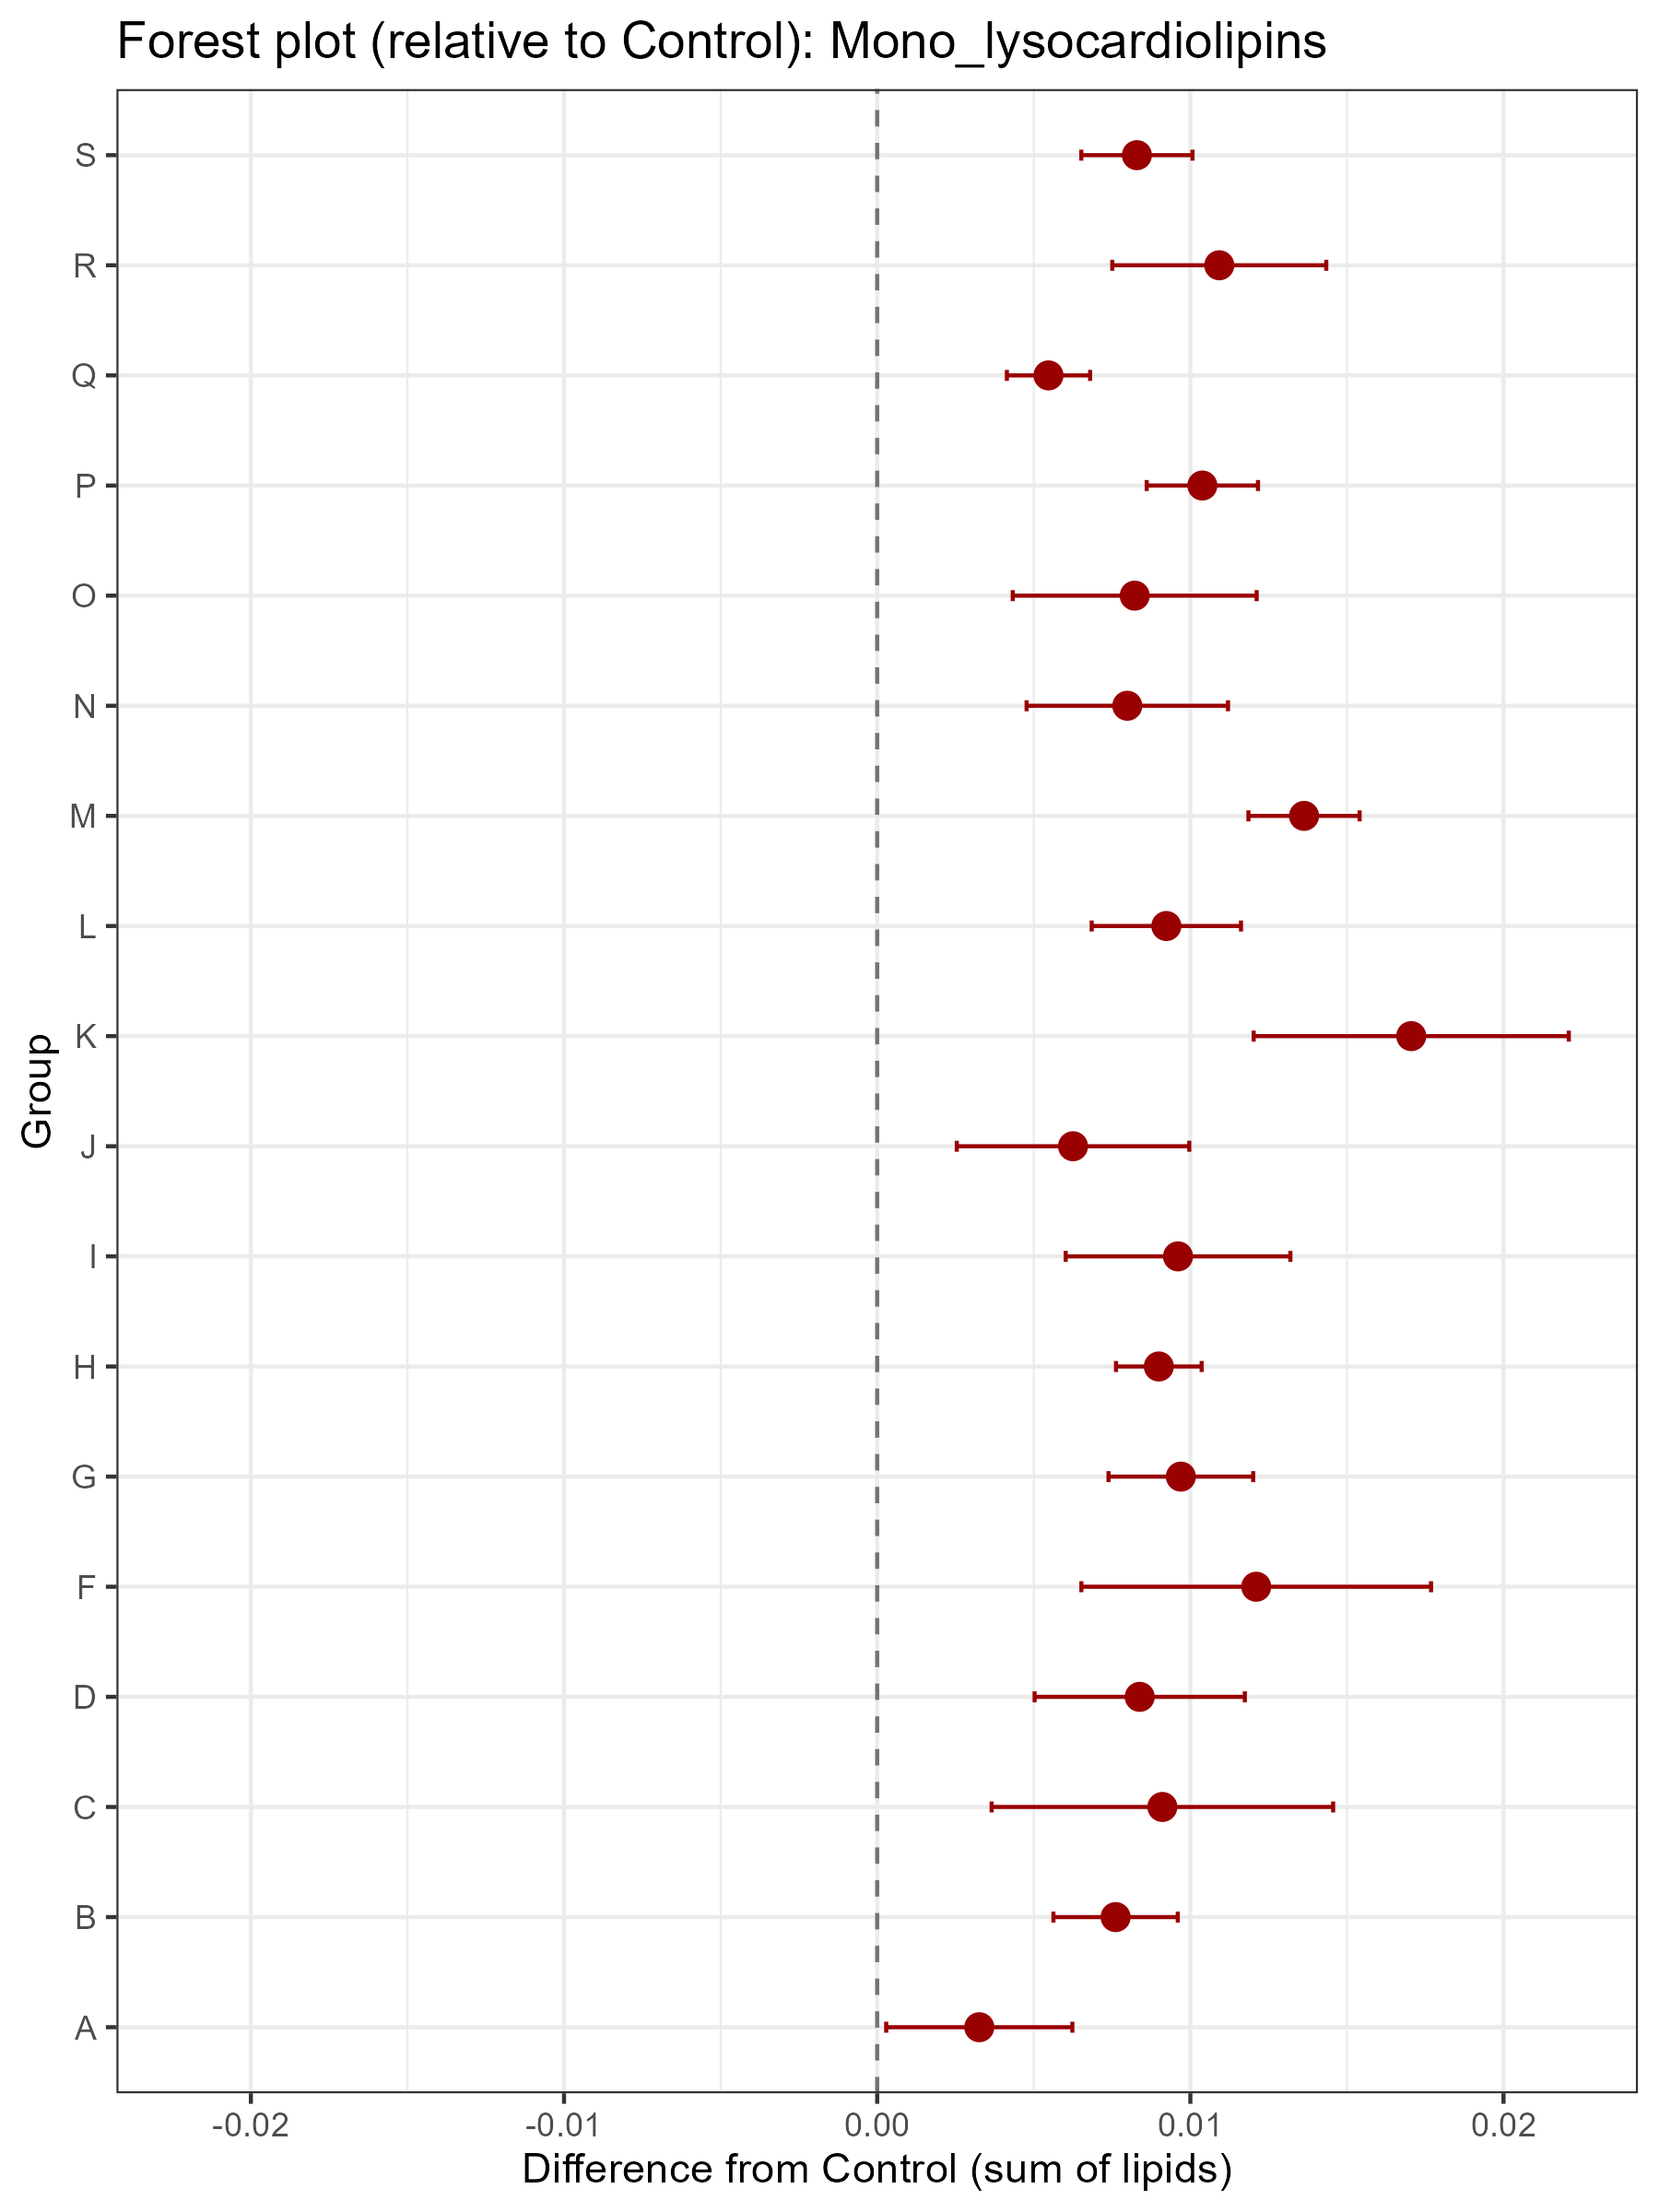 Forest plot (relative to Control): Mono_lysocardiolipins
S
R
Q
P
O
N
M
L
K
J
I
H
G
F
D
C
B
A
Group
-0.02
-0.01
0.00
0.01
0.02
Difference from Control (sum of lipids)